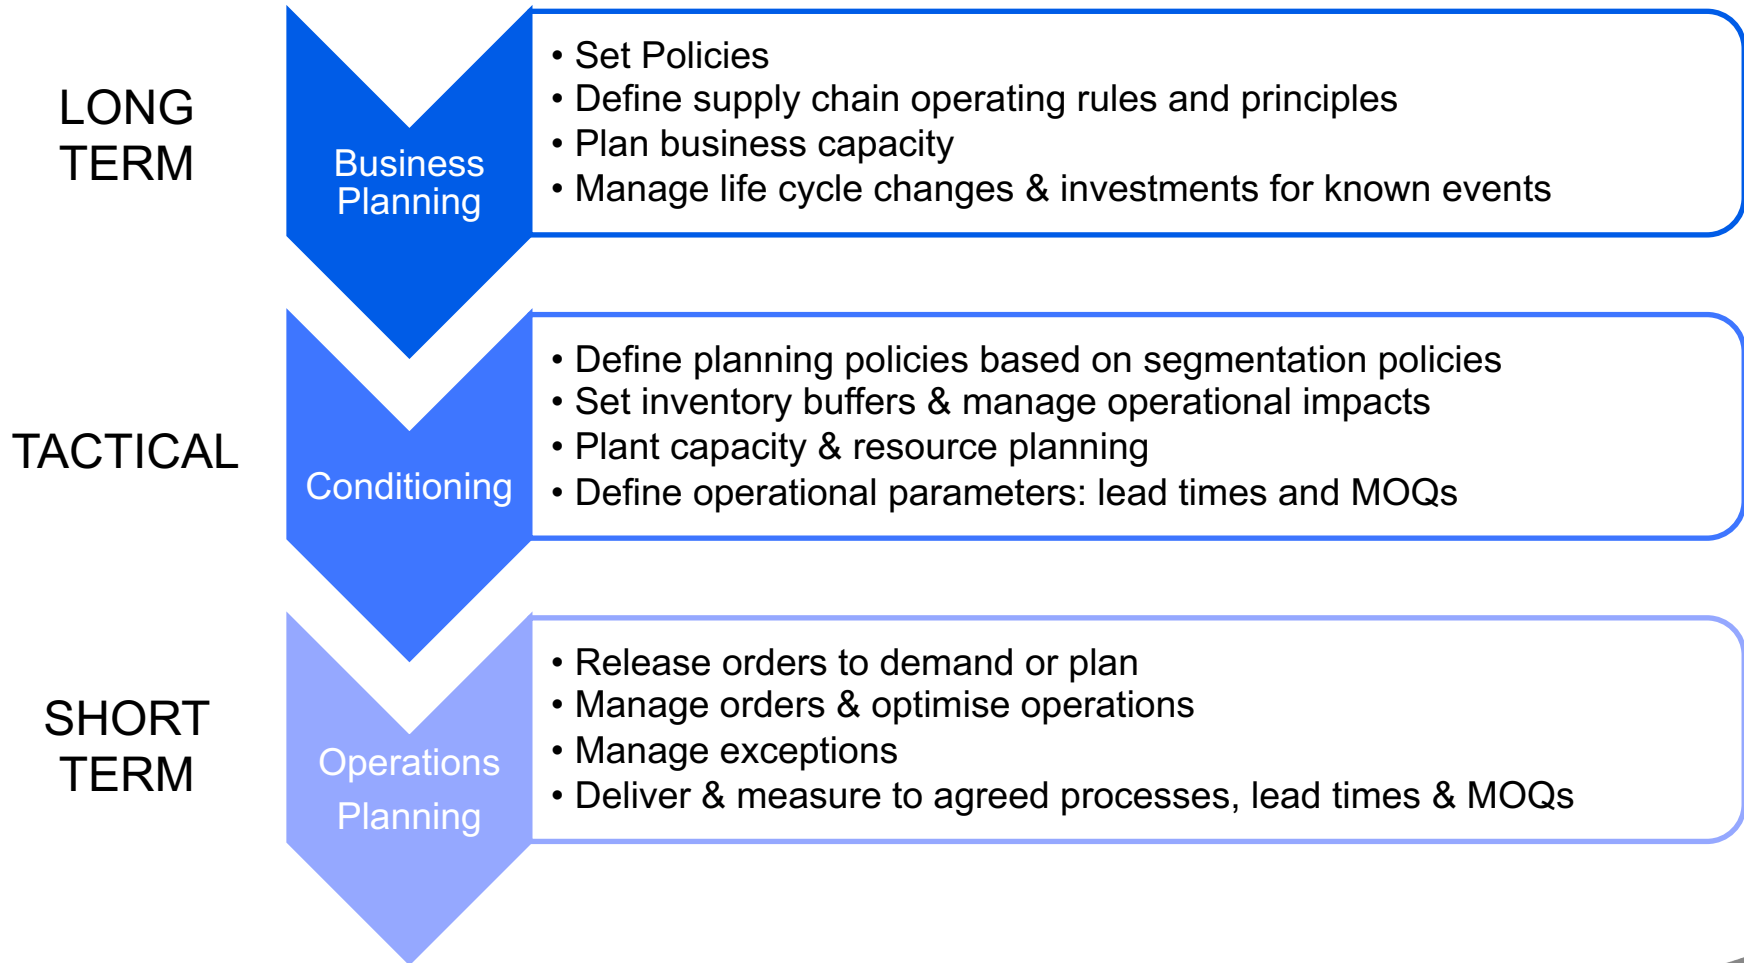 LONG
TERM
Business
Planning
• Set Policies
• Define supply chain operating rules and principles
• Plan business capacity
• Manage life cycle changes & investments for known events
TACTICAL
Conditioning
• Define planning policies based on segmentation policies
• Set inventory buffers & manage operational impacts
• Plant capacity & resource planning
• Define operational parameters: lead times and MOQs
SHORT
TERM
Operations
Planning
• Release orders to demand or plan
• Manage orders & optimise operations
• Manage exceptions
• Deliver & measure to agreed processes, lead times & MOQs